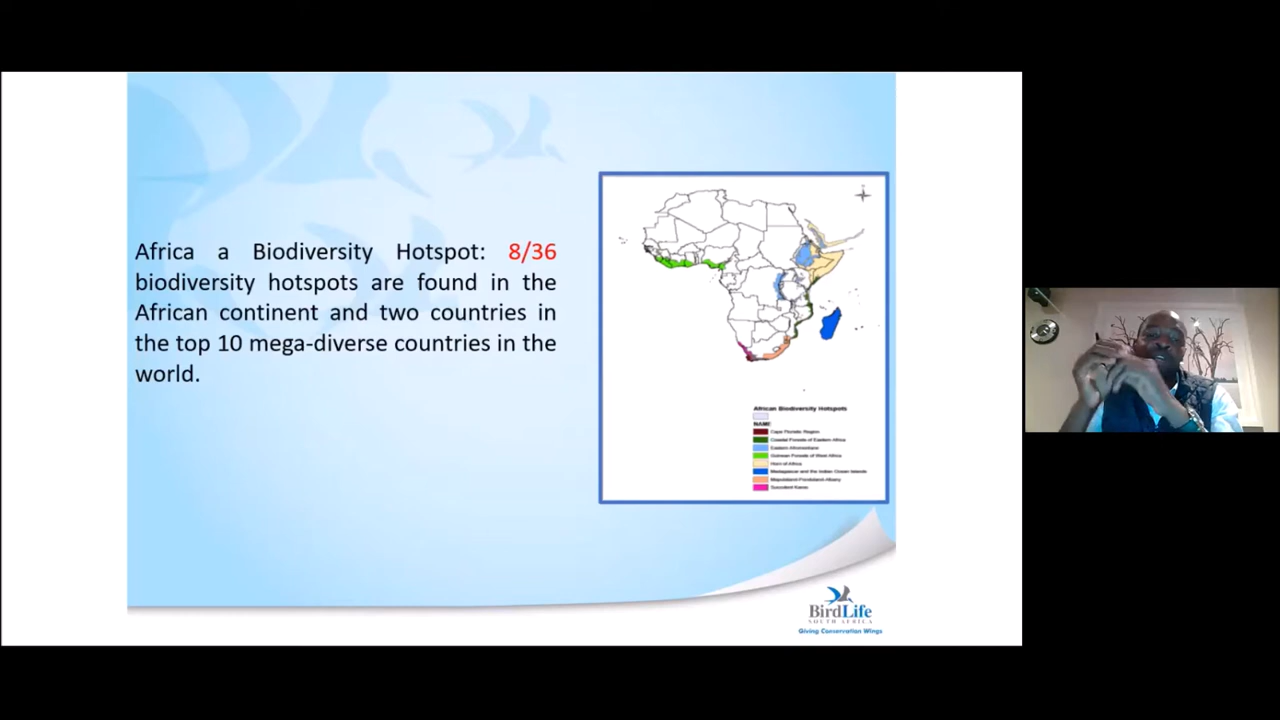 Africa a Biodiversity Hotspot: 8/36
biodiversity hotspots are found in the
African continent and two countries in
the top 10 mega-diverse countries in the
world.
African Biodiversity Hotspots
NAME
Cape Floristic Region
Coastal Forests of Eastern Africa
Eastern Afromontane
Guinean Forests of West Africa
Horn of Africa
Madagascar and the Indian Ocean Islands
Maputaland-Pondoland-Albany
Succulent Karoo
BirdLife
SOUTH AFRICA
Giving Conservation Wings